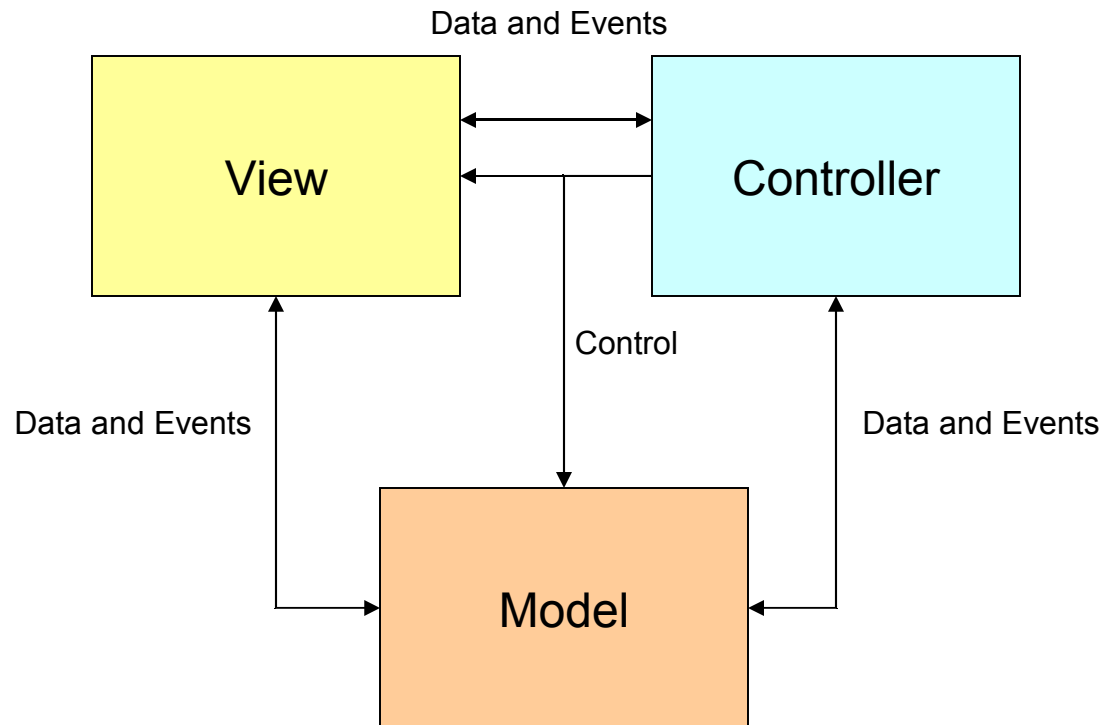 Data and Events
View
Controller
Control
Data and Events
Data and Events
Model